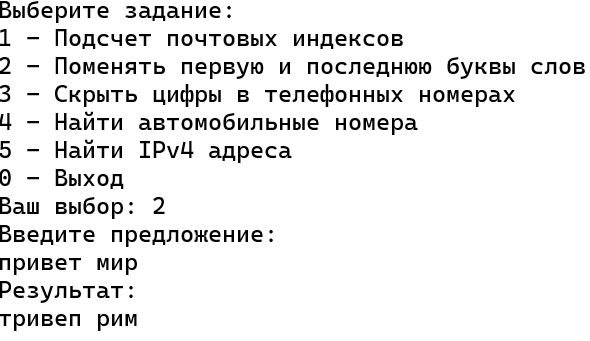 Выберите задание:
1 – Подсчет почтовых индексов
2 – Поменять первую и последнюю буквы слов
3 – Скрыть цифры в телефонных номерах
4 – Найти автомобильные номера
5 – Найти IPv4 адреса
0 – Выход
Ваш выбор: 2
Введите предложение:
привет мир
Результат:
тривеп рим